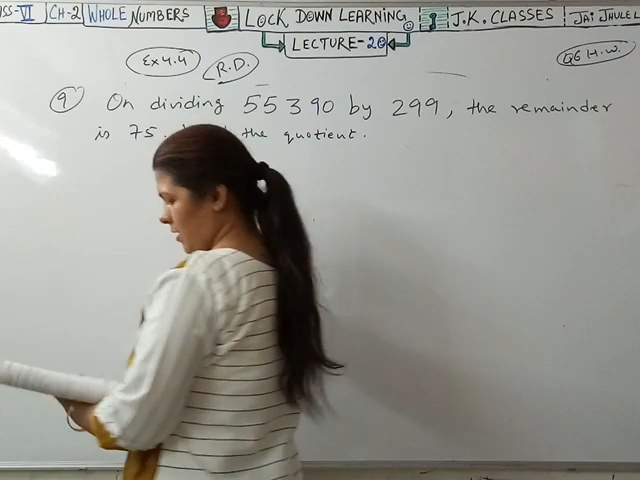 SS-VI CH-2 WHOLE NUMBERS LOCK DOWN LEARNING J.K. CLASSES JAI JHULEL
LECTURE-20
Ex 4.4 R.D. Q6 H.W.
9 On dividing 55390 by 299, the remainder
is 75. the quotient.